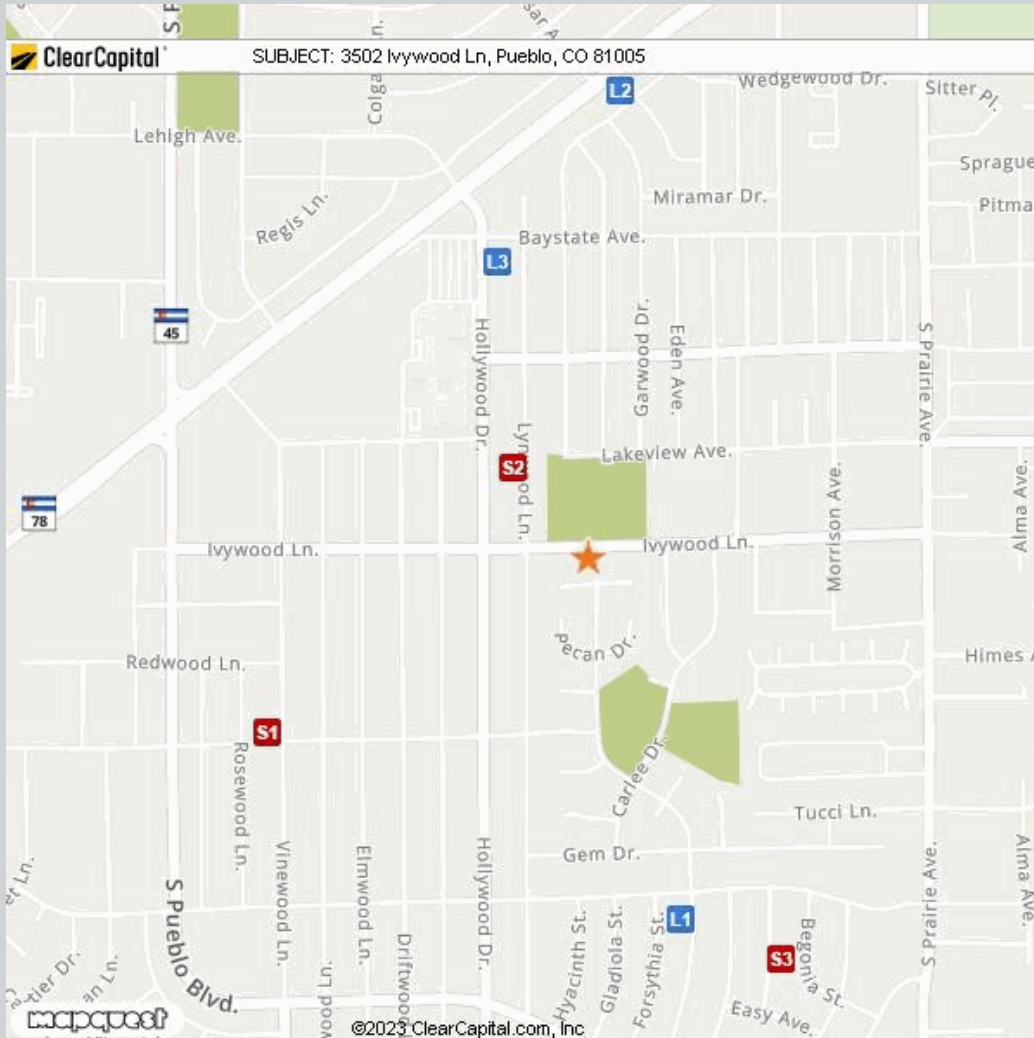 ClearCapital
SUBJECT: 3502 Ivywood Ln, Pueblo, CO 81005
L2
Wedgewood Dr.
Sitter Pl.
Lehigh Ave.
Sprague
Miramar Dr.
Pitma
Regis Ln.
Baystate Ave.
L3
45
Hollywood Dr.
Garwood Dr.
Eden Ave.
S Prairie Ave.
Lakeview Ave.
S2
Morrison Ave.
Alma Ave.
78
Ivywood Ln.
Ivywood Ln.
Pecan Dr.
Redwood Ln.
Himes A
S1
Rosewood Ln.
Carlee Dr.
Tucci Ln.
Gem Dr.
Vinewood Ln.
Elmwood Ln.
Hollywood Dr.
S Prairie Ave.
Alma Ave.
S Pueblo Blvd.
Driftwood
Hyacinth St.
Gladiola St.
Forsythia St.
L1
S3
Begonia St.
Easy Ave.
mapquest
©2023 ClearCapital.com, Inc